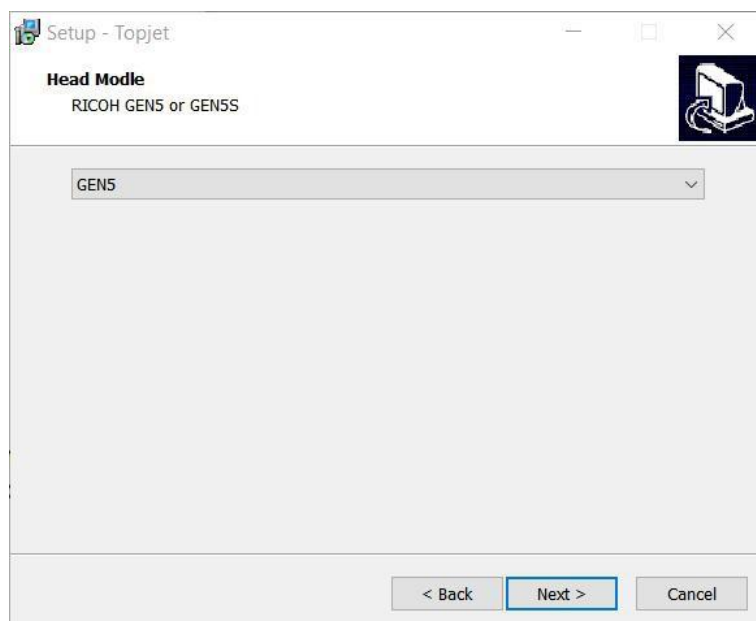 Setup - Topjet
Head Modle
RICOH GEN5 or GEN5S
GEN5
< Back
Next >
Cancel